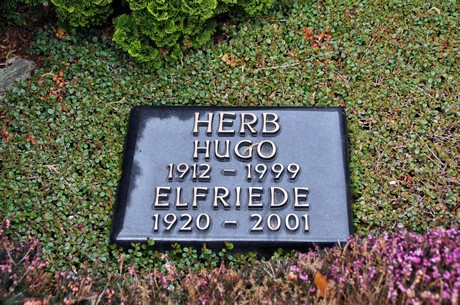 HERB
HUGO
1912 - 1999
ELFRIEDE
1920 - 2001